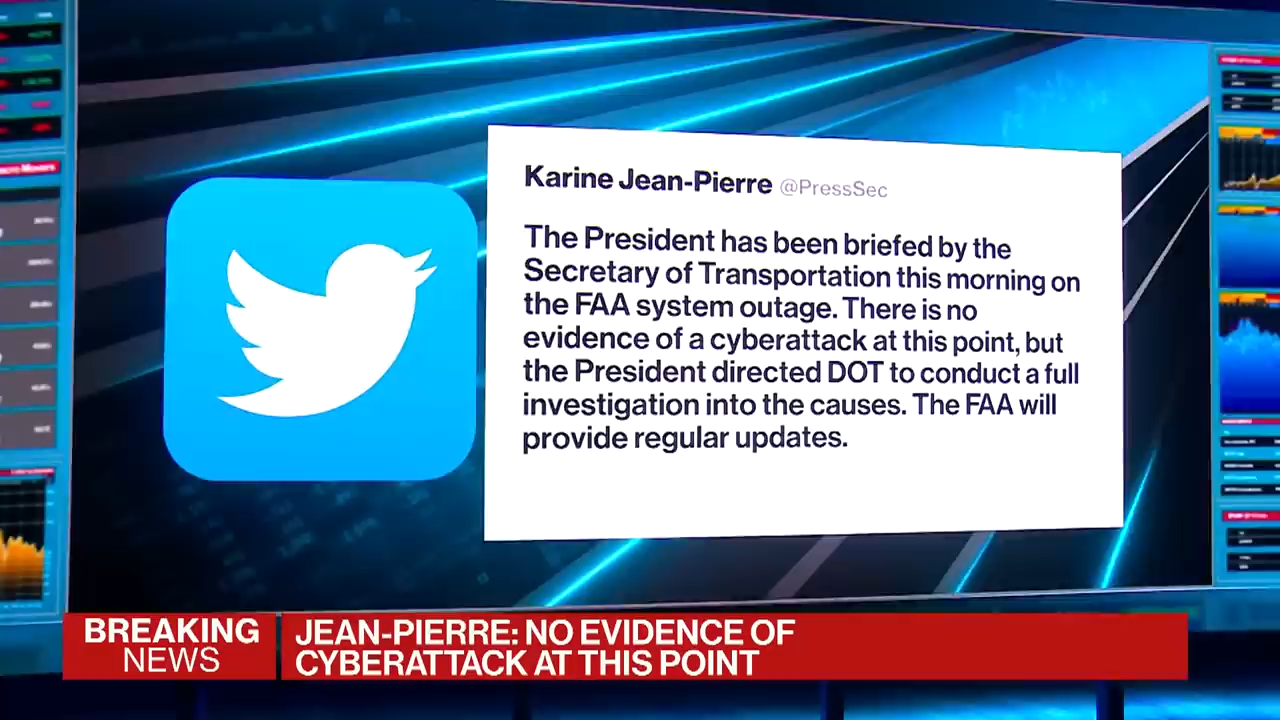 Karine Jean-Pierre @PressSec
The President has been briefed by the
Secretary of Transportation this morning on
the FAA system outage. There is no
evidence of a cyberattack at this point, but
the President directed DOT to conduct a full
investigation into the causes. The FAA will
provide regular updates.
BREAKING
NEWS
JEAN-PIERRE: NO EVIDENCE OF
CYBERATTACK AT THIS POINT